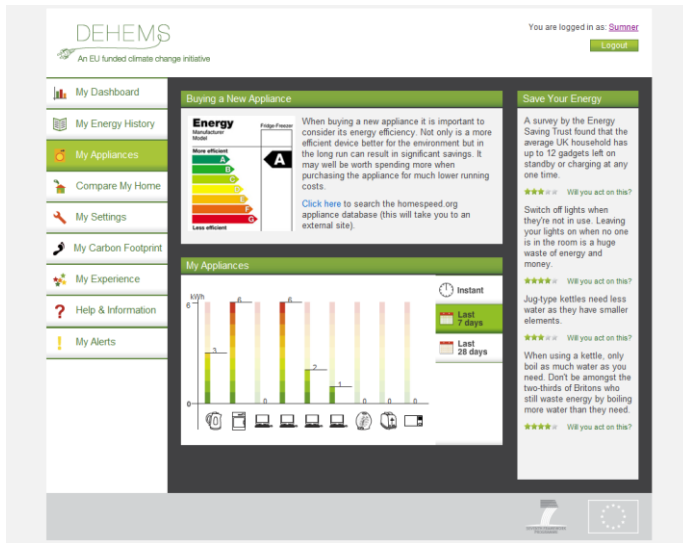 DEHEMS
An EU funded climate change initiative
You are logged in as: Sumner
Logout
My Dashboard
My Energy History
My Appliances
Compare My Home
My Settings
My Carbon Footprint
My Experience
Help & Information
My Alerts
Buying a New Appliance
Energy
Manufacturer
Model
Fridge-Freezer
More efficient
A
B
C
D
E
F
G
Less efficient
A
When buying a new appliance it is important to
consider its energy efficiency. Not only is a more
efficient device better for the environment but in
the long run can result in significant savings. It
may well be worth spending more when
purchasing the appliance for much lower running
costs.
Click here to search the homespeed.org
appliance database (this will take you to an
external site).
My Appliances
kWh
6
0
3
6
0
6
2
1
0
0
0
Instant
Last
7 days
Last
28 days
Save Your Energy
A survey by the Energy
Saving Trust found that the
average UK household has
up to 12 gadgets left on
standby or charging at any
one time.
Will you act on this?
Switch off lights when
they're not in use. Leaving
your lights on when no one
is in the room is a huge
waste of energy and
money.
Will you act on this?
Jug-type kettles need less
water as they have smaller
elements.
Will you act on this?
When using a kettle, only
boil as much water as you
need. Don't be amongst the
two-thirds of Britons who
still waste energy by boiling
more water than they need.
Will you act on this?